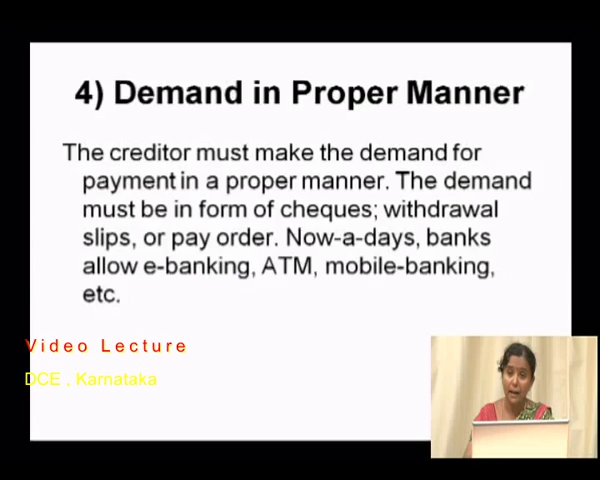 4) Demand in Proper Manner
The creditor must make the demand for
payment in a proper manner. The demand
must be in form of cheques; withdrawal
slips, or pay order. Now-a-days, banks
allow e-banking, ATM, mobile-banking,
etc.
Video Lecture
DCE , Karnataka